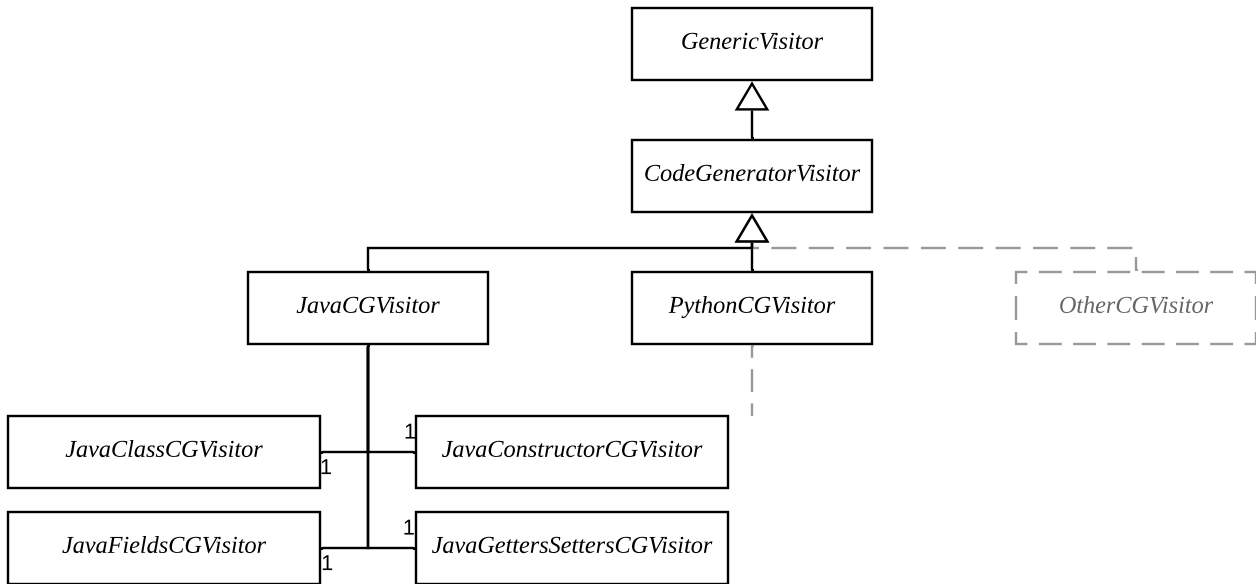 GenericVisitor
CodeGeneratorVisitor
JavaCGVisitor
PythonCGVisitor
OtherCGVisitor
JavaClassCGVisitor
1
1
JavaConstructorCGVisitor
JavaFieldsCGVisitor
1
1
JavaGettersSettersCGVisitor